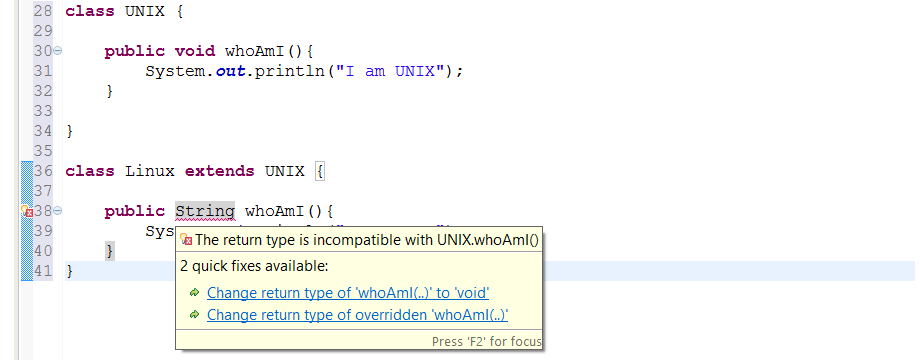 28 class UNIX {
29
30 public void whoAmI(){
31 System.out.println("I am UNIX");
32 }
33
34 }
35
36 class Linux extends UNIX {
37
38 public String whoAmI(){
39 Sys
The return type is incompatible with UNIX.whoAmI()
40 }
2 quick fixes available:
41 }
Change return type of 'whoAmI(..)' to 'void'
Change return type of overridden 'whoAmI(..)'
Press 'F2' for focus